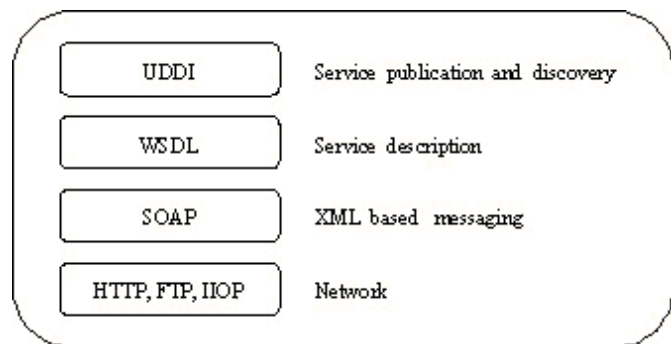 UDDI Service publication and discovery
WSDL Service description
SOAP XML based messaging
HTTP, FTP, IIOP Network